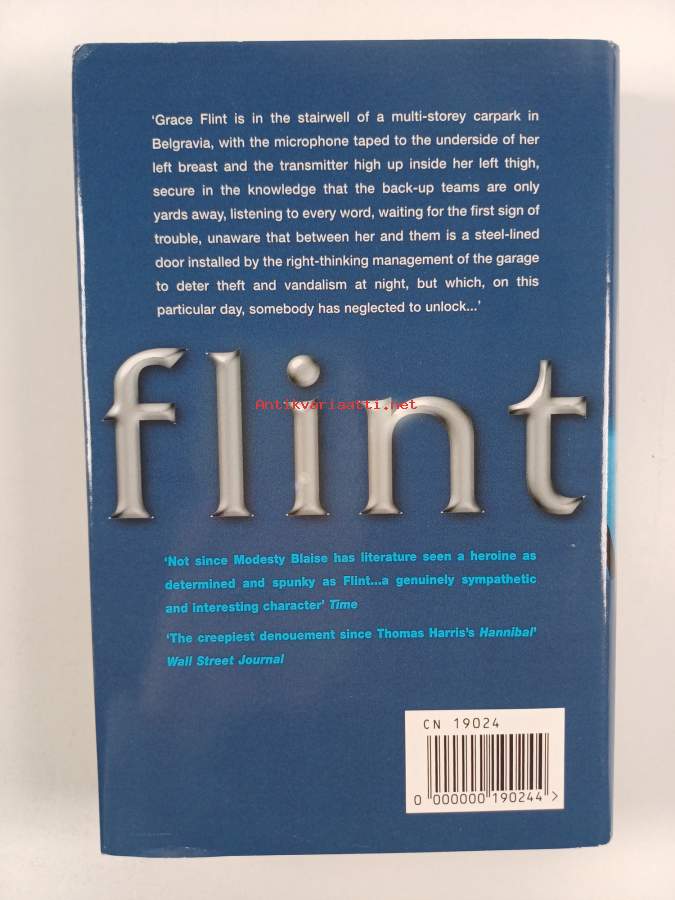 ‘Grace Flint is in the stairwell of a multi-storey carpark in
Belgravia, with the microphone taped to the underside of her
left breast and the transmitter high up inside her left thigh,
secure in the knowledge that the back-up teams are only
yards away, listening to every word, waiting for the first sign of
trouble, unaware that between her and them is a steel-lined
door installed by the right-thinking management of the garage
to deter theft and vandalism at night, but which, on this
particular day, somebody has neglected to unlock...’
flint
Antikvariaatti.net
‘Not since Modesty Blaise has literature seen a heroine as
determined and spunky as Flint...a genuinely sympathetic
and interesting character’ Time
‘The creepiest denouement since Thomas Harris's Hannibal’
Wall Street Journal
CN 19024
0 000000 190244 >